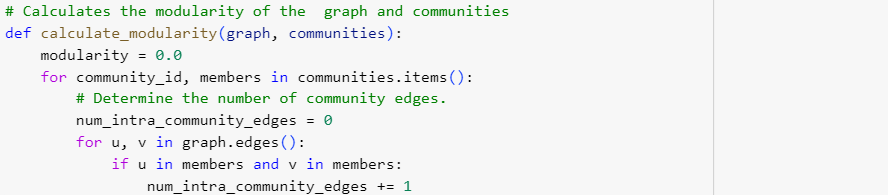 # Calculates the modularity of the  graph and communities
def calculate_modularity(graph, communities):
    modularity = 0.0
    for community_id, members in communities.items():
        # Determine the number of community edges.
        num_intra_community_edges = 0
        for u, v in graph.edges():
            if u in members and v in members:
                num_intra_community_edges += 1